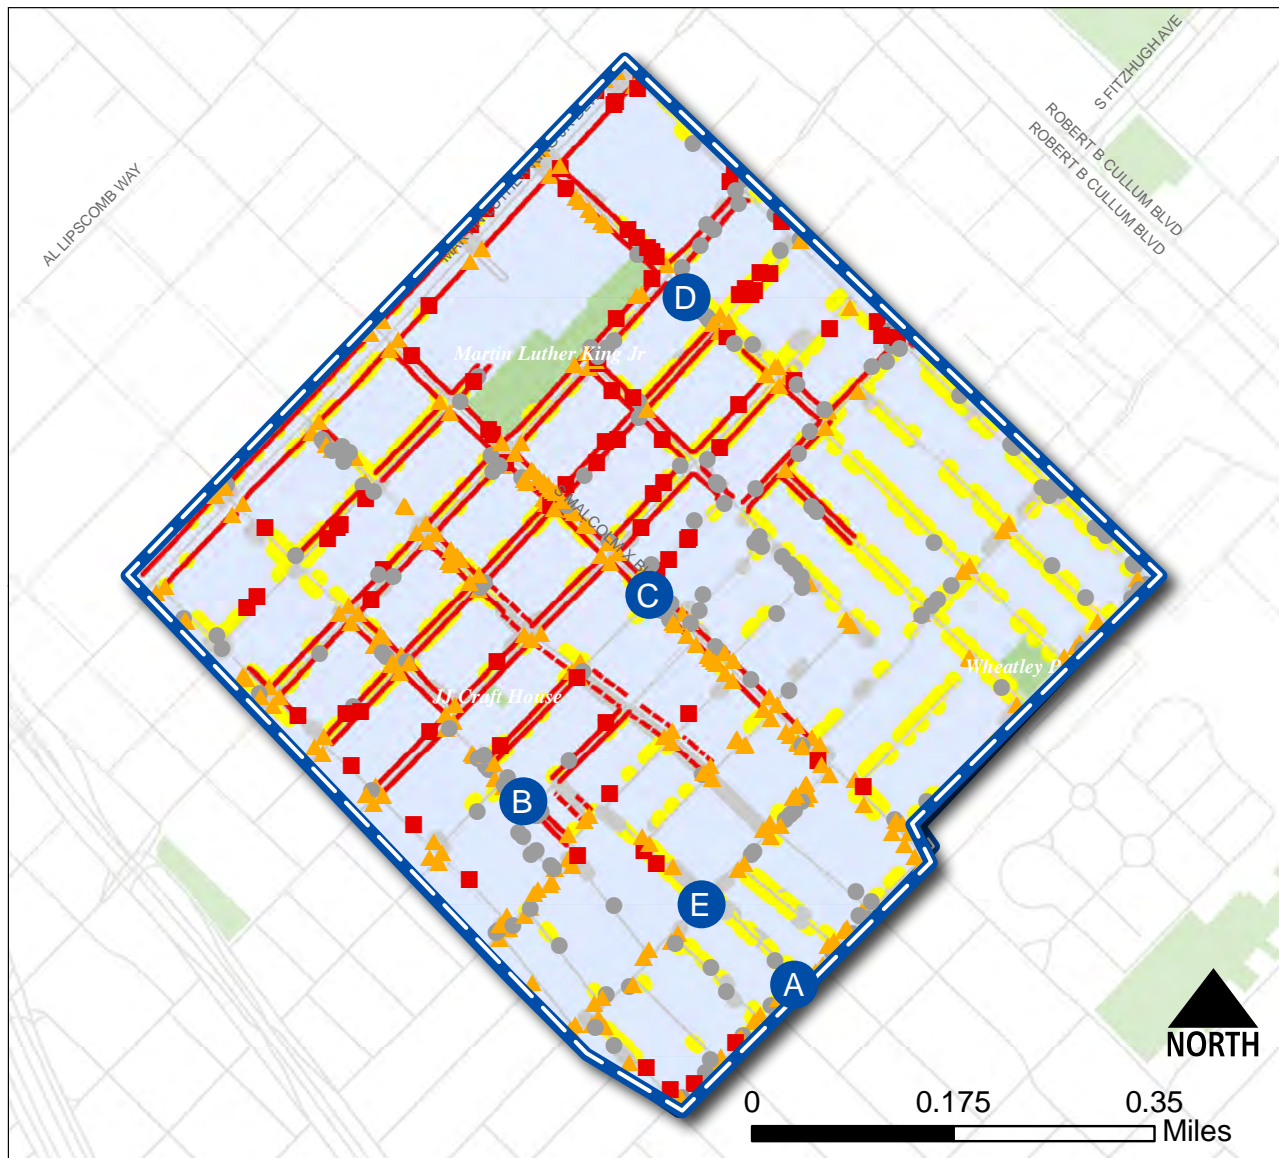 S FITZHUGH AVE
ROBERT B CULLUM BLVD
ROBERT B CULLUM BLVD
AL LIPSCOMB WAY
D
Martin Luther King Jr
S MALCOLM X
C
Wheatley P
JJ Craft House
B
E
A
NORTH
0 0.175 0.35
Miles